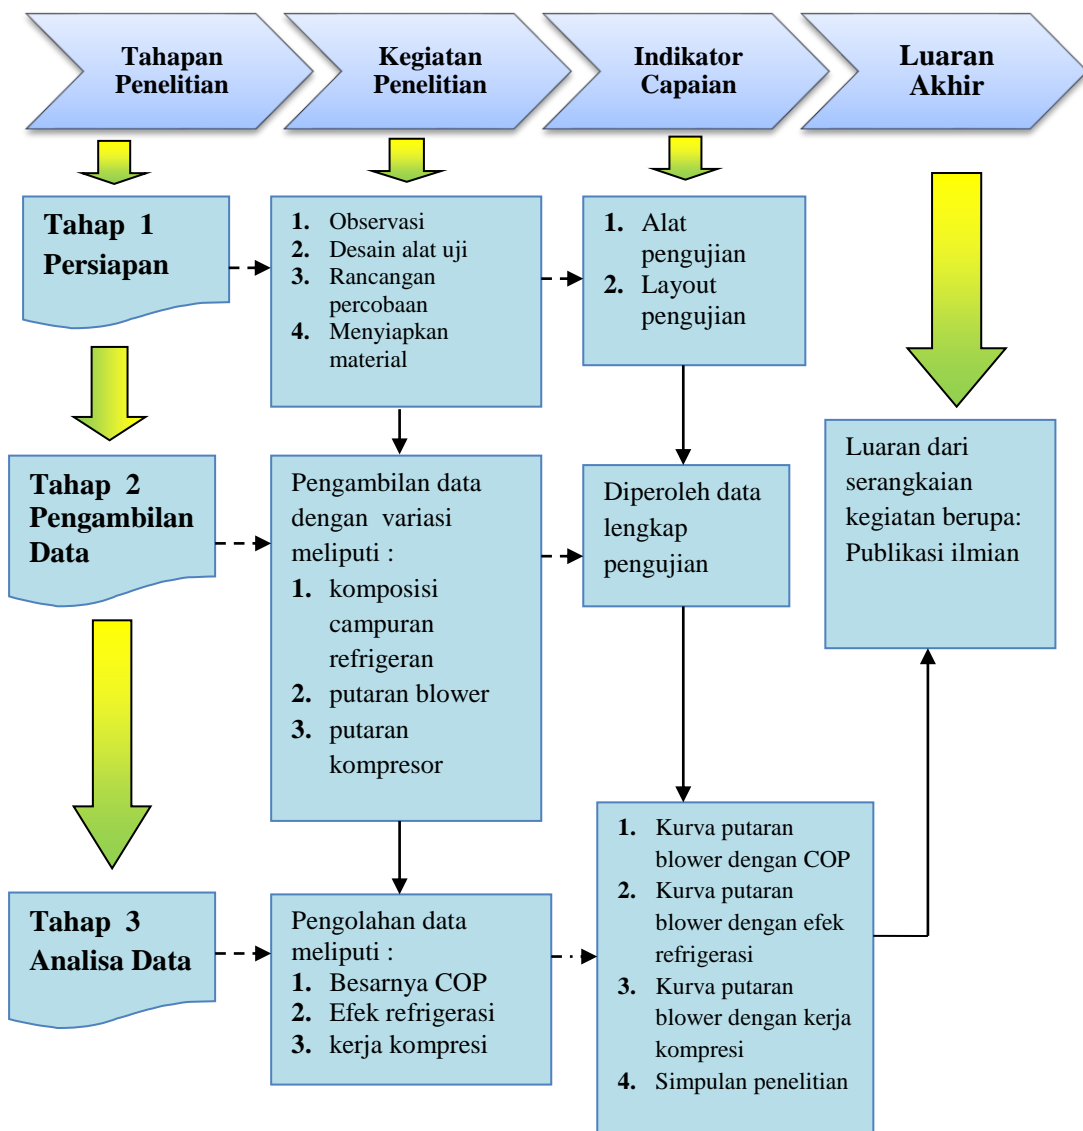 Tahapan
Penelitian
Kegiatan
Penelitian
Indikator
Capaian
Luaran
Akhir
Tahap 1
Persiapan
1. Observasi
2. Desain alat uji
3. Rancangan
percobaan
4. Menyiapkan
material
1. Alat
pengujian
2. Layout
pengujian
Tahap 2
Pengambilan
Data
Pengambilan data
dengan variasi
meliputi :
1. komposisi
campuran
refrigeran
2. putaran blower
3. putaran
kompresor
Diperoleh data
lengkap
pengujian
Luaran dari
serangkaian
kegiatan berupa:
Publikasi ilmian
Tahap 3
Analisa Data
Pengolahan data
meliputi :
1. Besarnya COP
2. Efek refrigerasi
3. kerja kompresi
1. Kurva putaran
blower dengan COP
2. Kurva putaran
blower dengan efek
refrigerasi
3. Kurva putaran
blower dengan kerja
kompresi
4. Simpulan penelitian